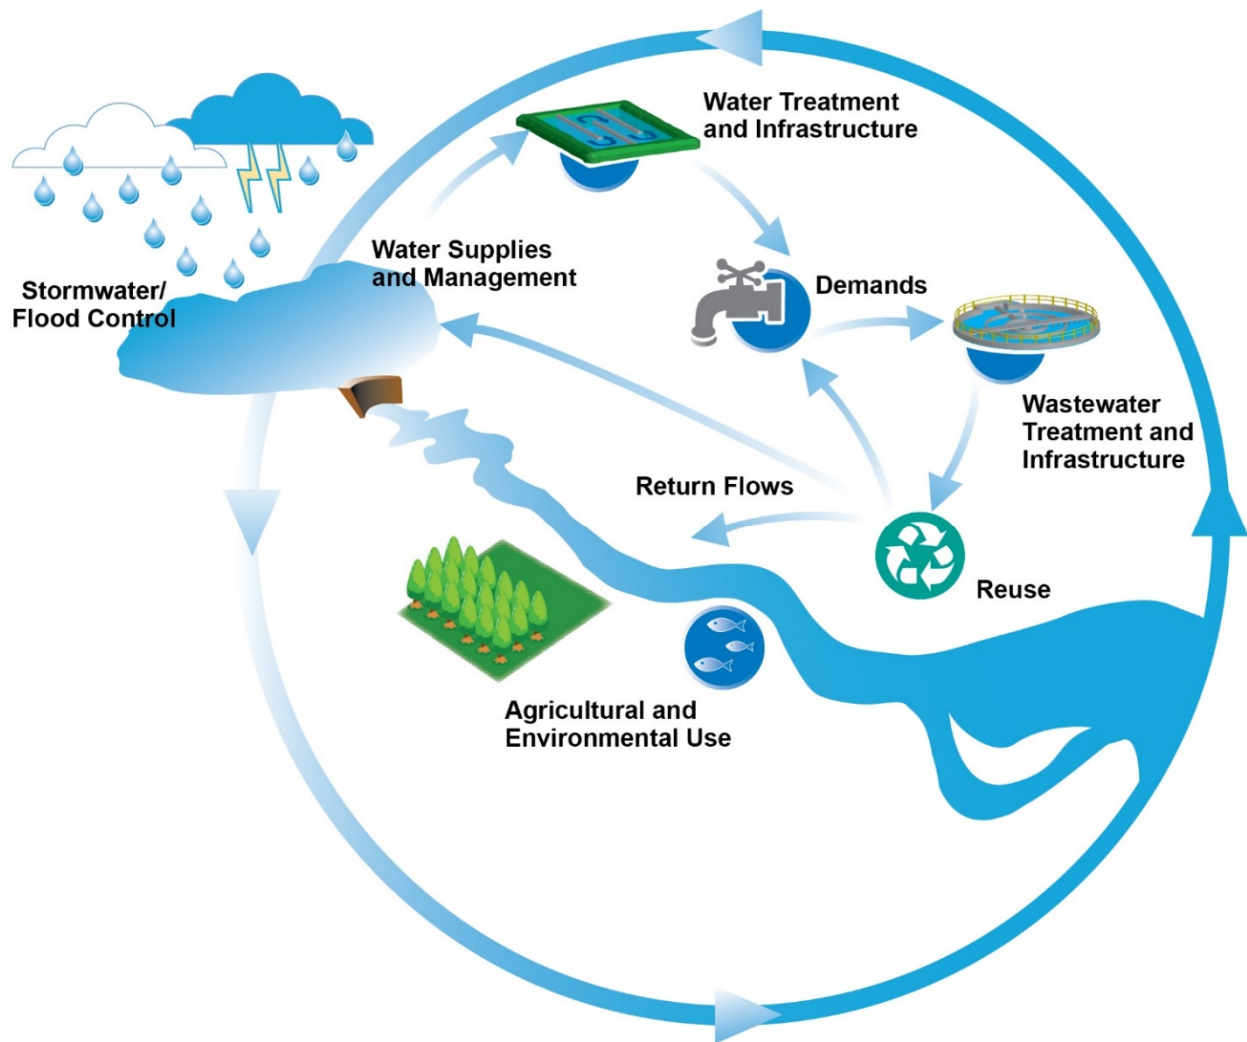 Water Treatment
and Infrastructure
Water Supplies
and Management
Stormwater/
Flood Control
Demands
Wastewater
Treatment and
Infrastructure
Return Flows
Reuse
Agricultural and
Environmental Use